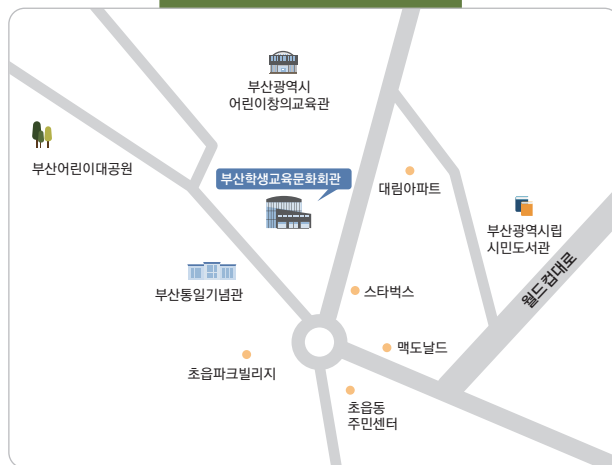 부산광역시
어린이창의교육관
부산어린이대공원
부산학생교육문화회관
대림아파트
부산광역시립
시민도서관
월드컵대로
부산통일기념관
스타벅스
맥도날드
초읍파크빌리지
초읍동
주민센터